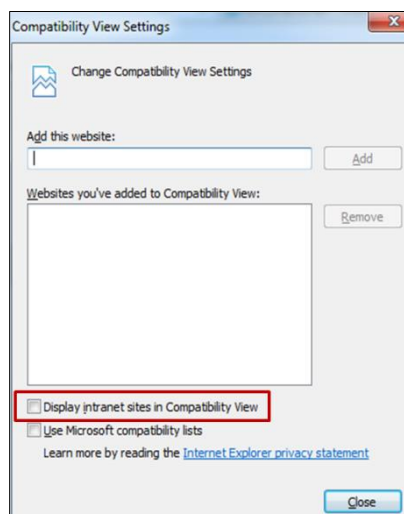 Compatibility View Settings
Change Compatibility View Settings
Add this website:
Add
Websites you've added to Compatibility View:
Remove
Display intranet sites in Compatibility View
Use Microsoft compatibility lists
Learn more by reading the Internet Explorer privacy statement
Close